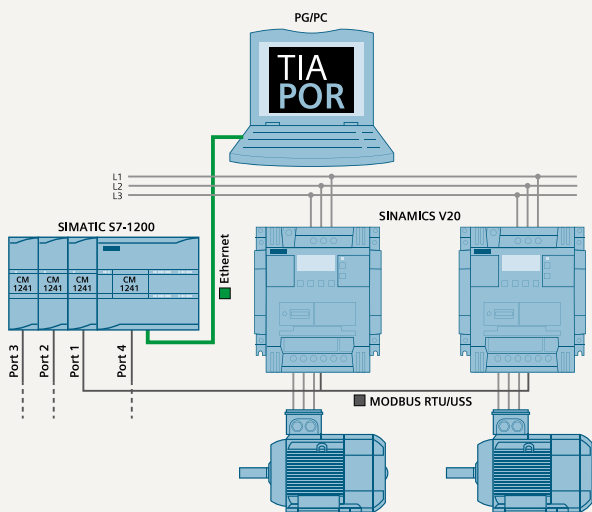 PG/PC
TIA
POR
L1
L2
L3
SIMATIC S7-1200
SINAMICS V20
CM
1241
CM
1241
CM
1241
CM
1241
Ethernet
Port 3
Port 2
Port 1
Port 4
MODBUS RTU/USS